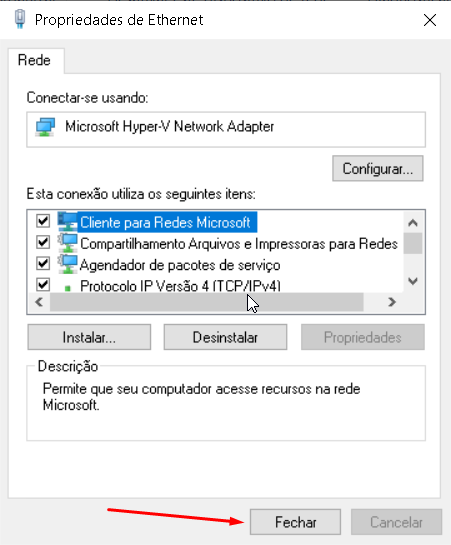 Propriedades de Ethernet
Rede
Conectar-se usando:
Microsoft Hyper-V Network Adapter
Configurar...
Esta conexão utiliza os seguintes itens:
Cliente para Redes Microsoft
Compartilhamento Arquivos e Impressoras para Redes
Agendador de pacotes de serviço
Protocolo IP Versão 4 (TCP/IPv4)
Instalar... Desinstalar Propriedades
Descrição
Permite que seu computador acesse recursos na rede
Microsoft.
Fechar Cancelar